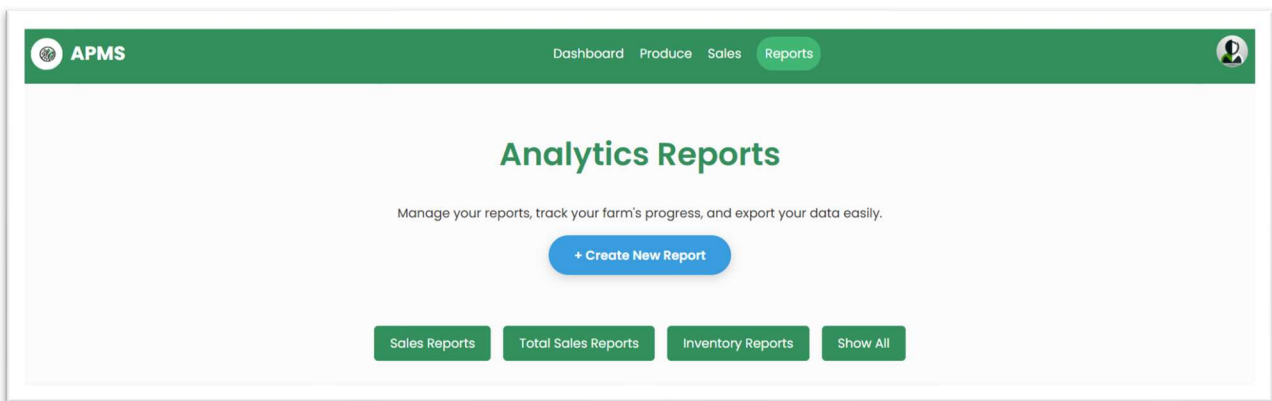 APMS Dashboard Produce Sales Reports
Analytics Reports
Manage your reports, track your farm's progress, and export your data easily.
+ Create New Report
Sales Reports Total Sales Reports Inventory Reports Show All